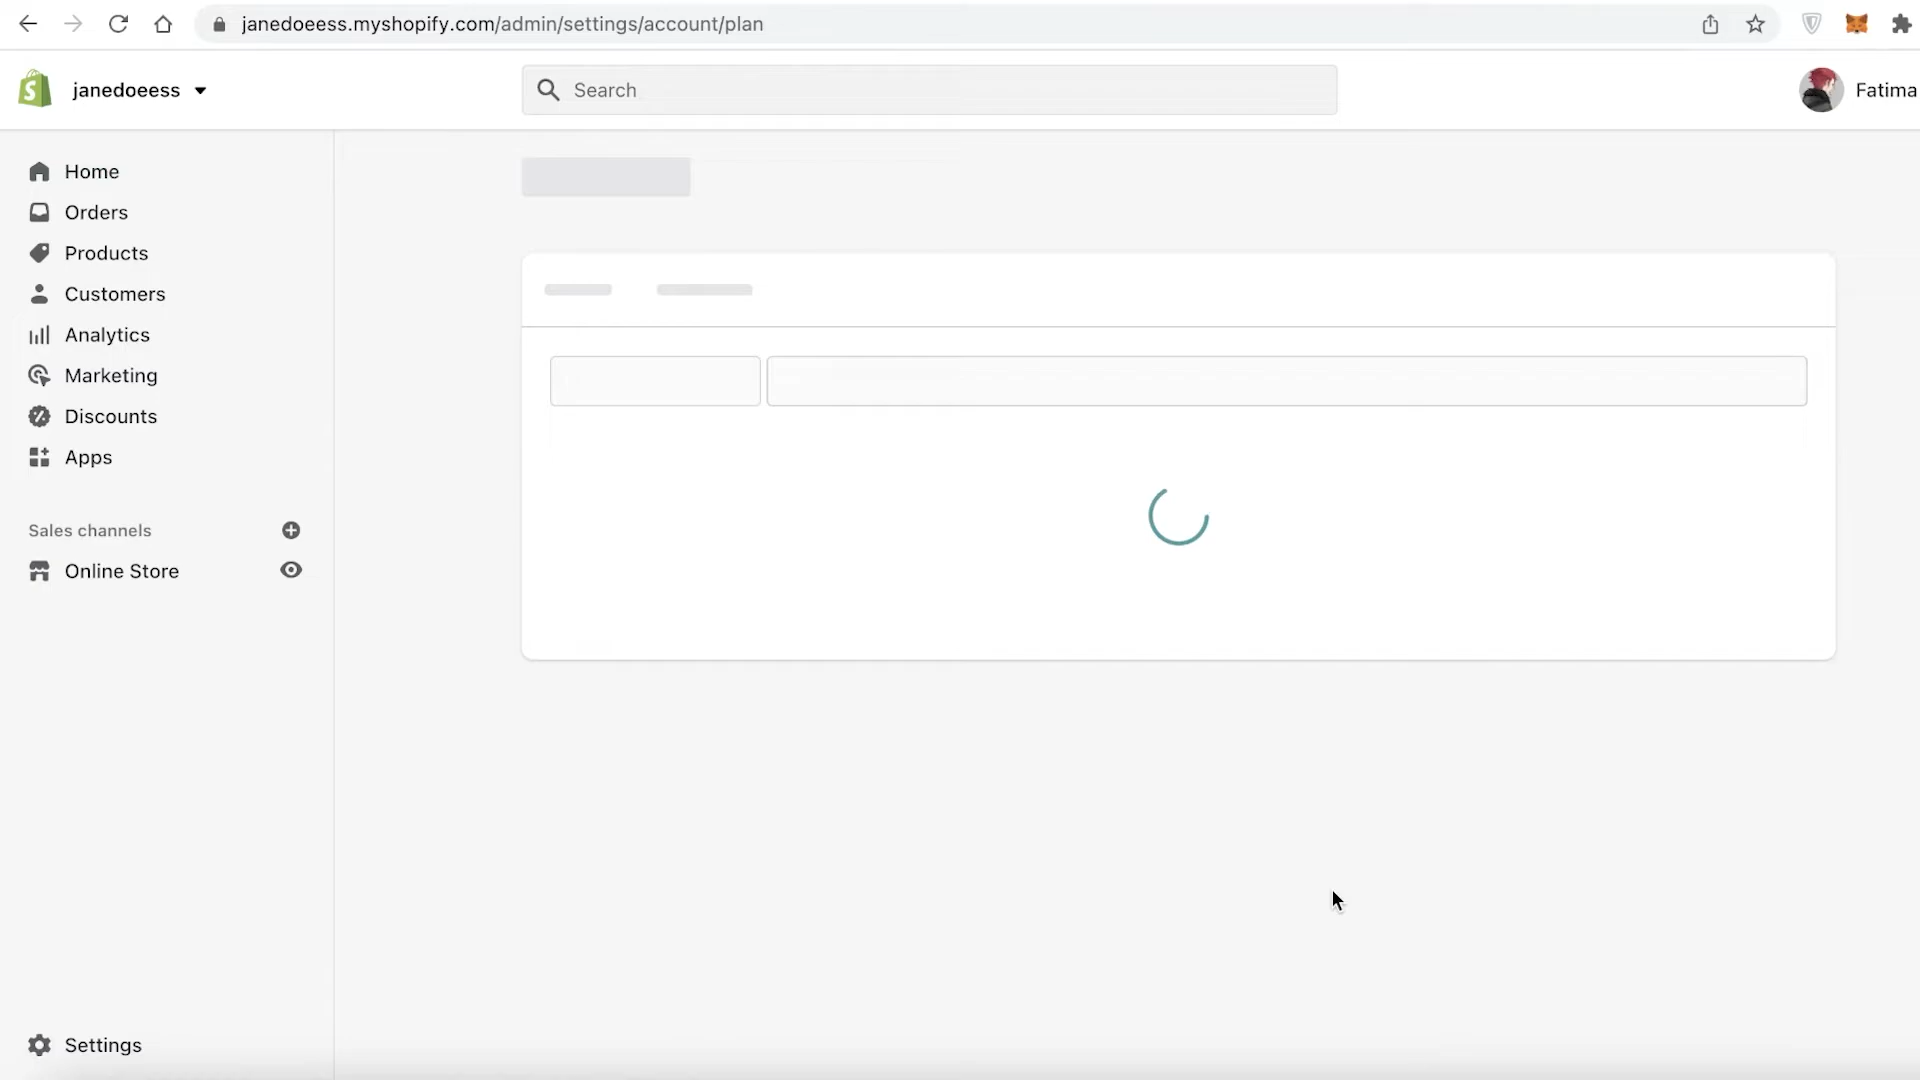 janedoeess.myshopify.com/admin/settings/account/plan
janedoeess
Search
Fatima
Home
Orders
Products
Customers
Analytics
Marketing
Discounts
Apps
Sales channels
Online Store
Settings